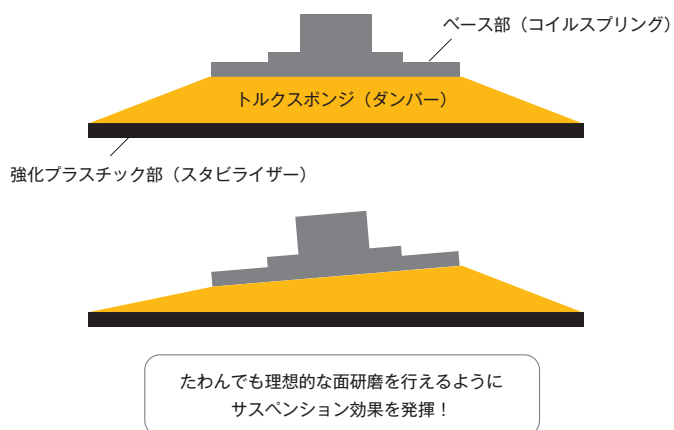 ベース部（コイルスプリング）
トルクスポンジ（ダンパー）
強化プラスチック部（スタビライザー）
たわんでも理想的な面研磨を行えるように
サスペンション効果を発揮！